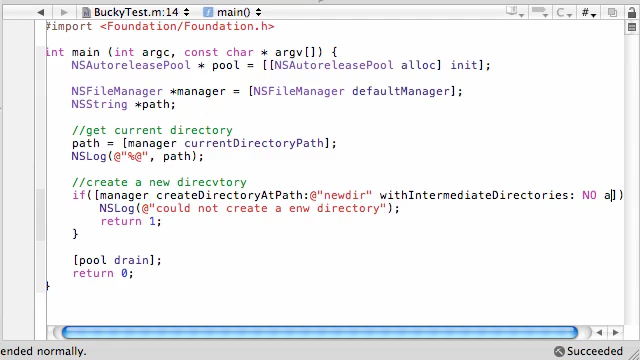 BuckyTest.m:14 main() C #
#import <Foundation/Foundation.h>
int main (int argc, const char * argv[]) {
NSAutoreleasePool * pool = [[NSAutoreleasePool alloc] init];
NSFileManager *manager = [NSFileManager defaultManager];
NSString *path;
//get current directory
path = [manager currentDirectoryPath];
NSLog(@"%@", path);
//create a new direcvtory
if([manager createDirectoryAtPath:@"newdir" withIntermediateDirectories: NO a])
NSLog(@"could not create a enw directory");
return 1;
}
[pool drain];
return 0;
}
ended normally. Succeeded